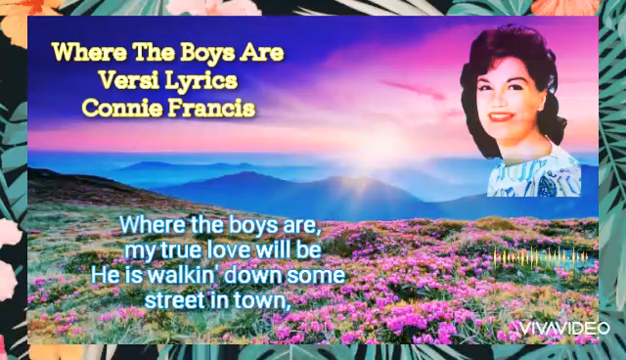 Where The Boys Are
Versi Lyrics
Connie Francis
Where the boys are,
my true love will be
He is walkin' down some
street in town,
VIVAVIDEO